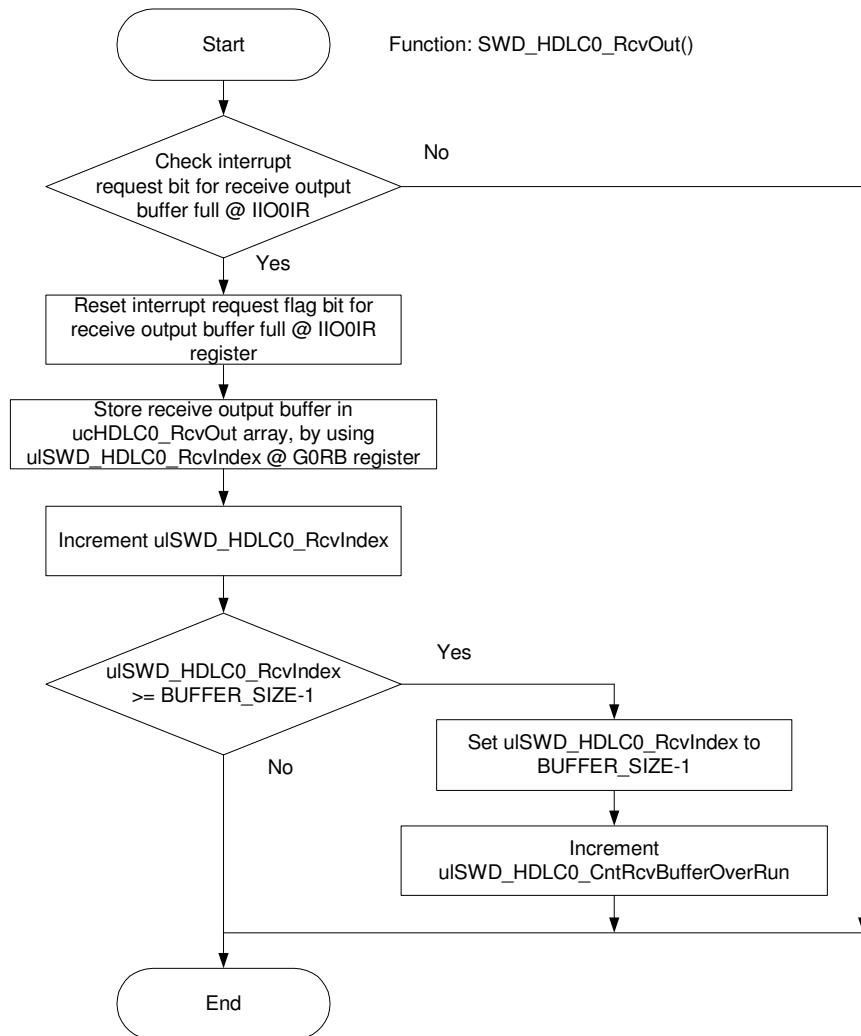 Start
Function: SWD_HDLC0_RcvOut()
Check interrupt
request bit for receive output
buffer full @ IIO0IR
No
Yes
Reset interrupt request flag bit for
receive output buffer full @ IIO0IR
register
Store receive output buffer in
ucHDLC0_RcvOut array, by using
ulSWD_HDLC0_RcvIndex @ G0RB register
Increment ulSWD_HDLC0_RcvIndex
ulSWD_HDLC0_RcvIndex
>= BUFFER_SIZE-1
Yes
No
Set ulSWD_HDLC0_RcvIndex to
BUFFER_SIZE-1
Increment
ulSWD_HDLC0_CntRcvBufferOverRun
End